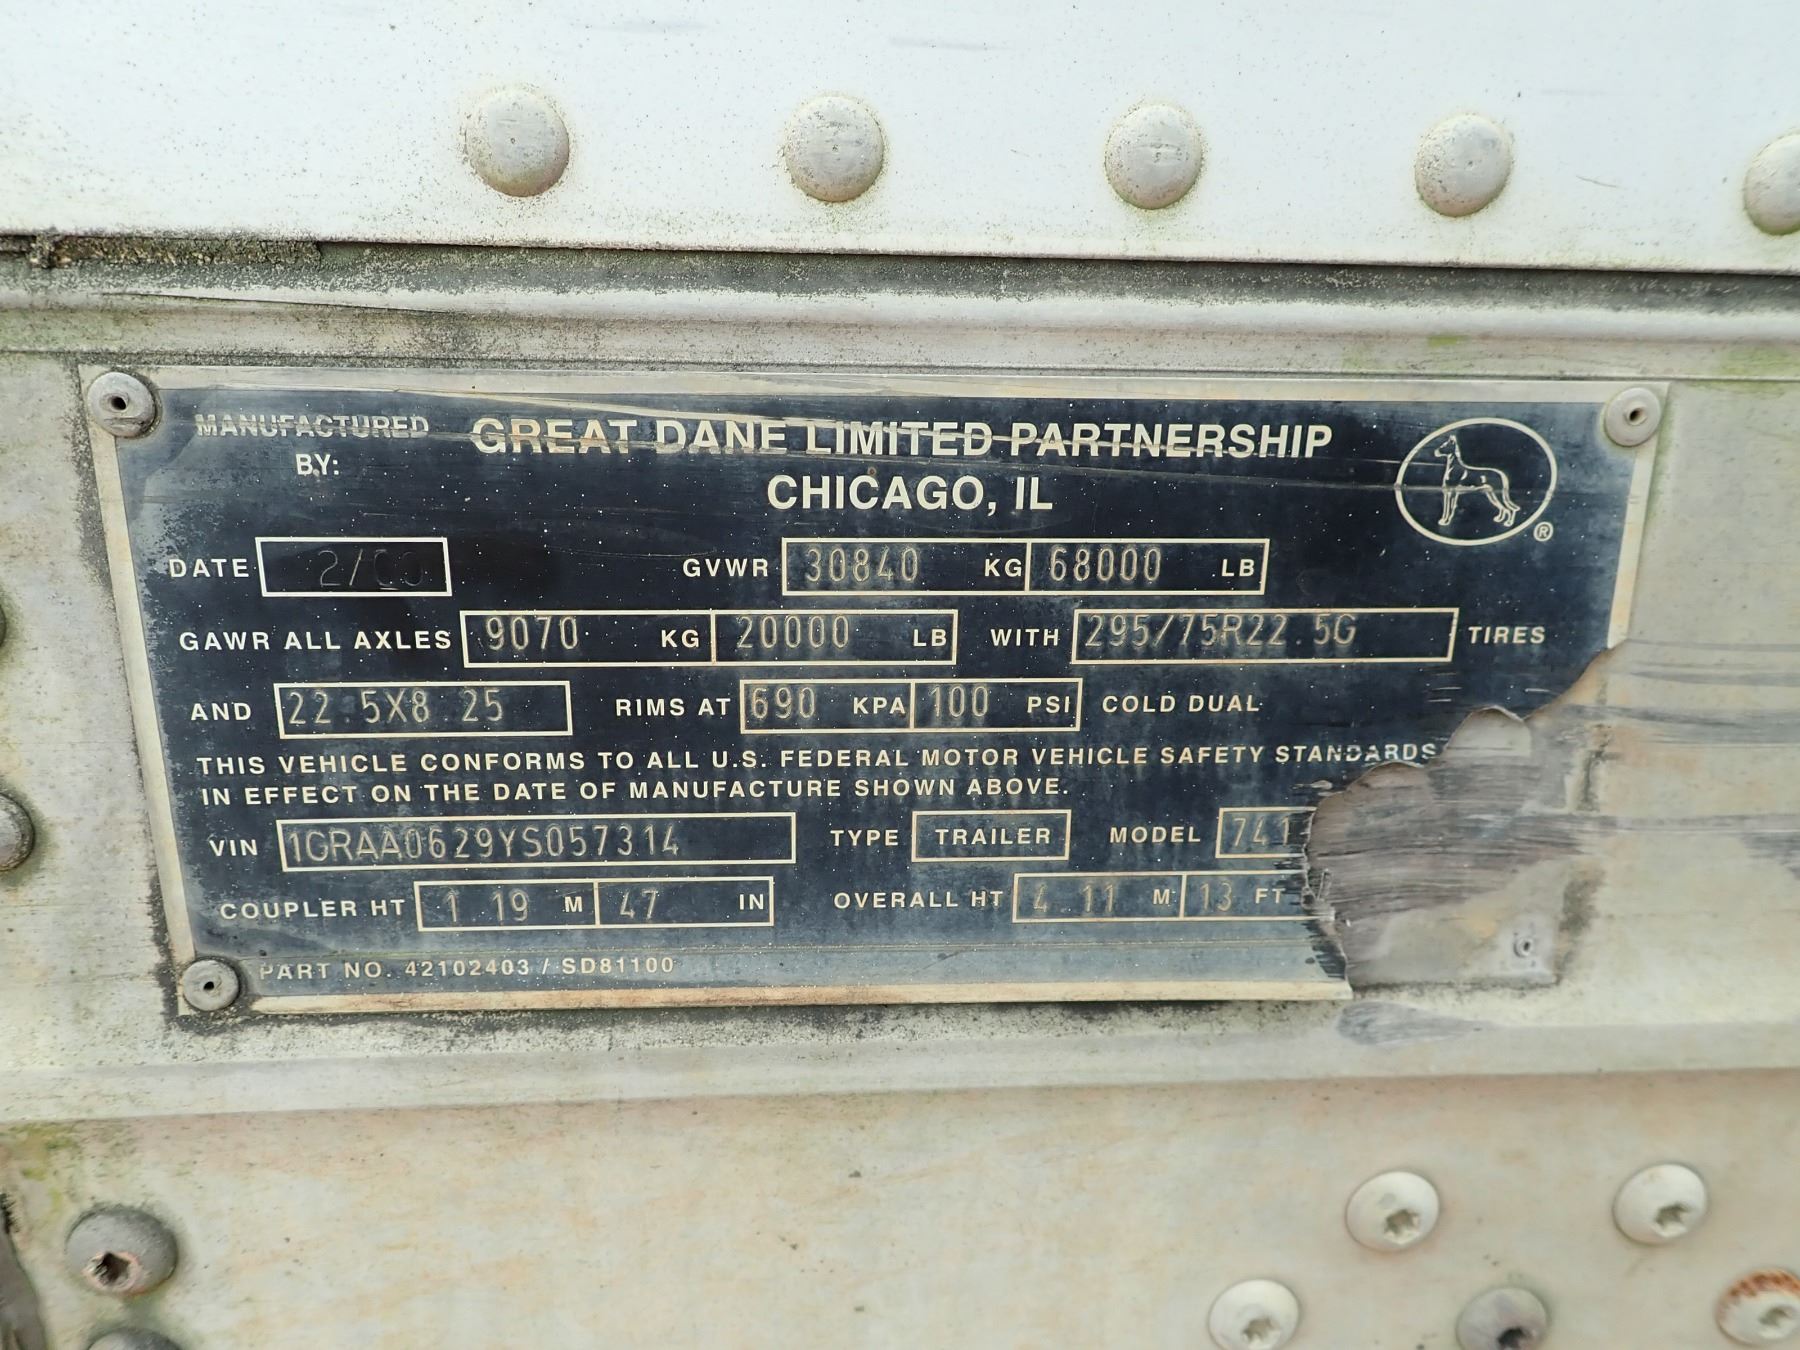 MANUFACTURED BY: GREAT DANE LIMITED PARTNERSHIP
CHICAGO, IL
®
DATE 2/00 GVWR 30840 KG 68000 LB
GAWR ALL AXLES 9070 KG 20000 LB WITH 295/75R22.5G TIRES
AND 22.5X8.25 RIMS AT 690 KPA 100 PSI COLD DUAL
THIS VEHICLE CONFORMS TO ALL U.S. FEDERAL MOTOR VEHICLE SAFETY STANDARDS
IN EFFECT ON THE DATE OF MANUFACTURE SHOWN ABOVE.
VIN 1GRAA0629YS057314 TYPE TRAILER MODEL 741
COUPLER HT 1.19 M 47 IN OVERALL HT 4.11 M 13 FT
PART NO. 42102403 / SD81100